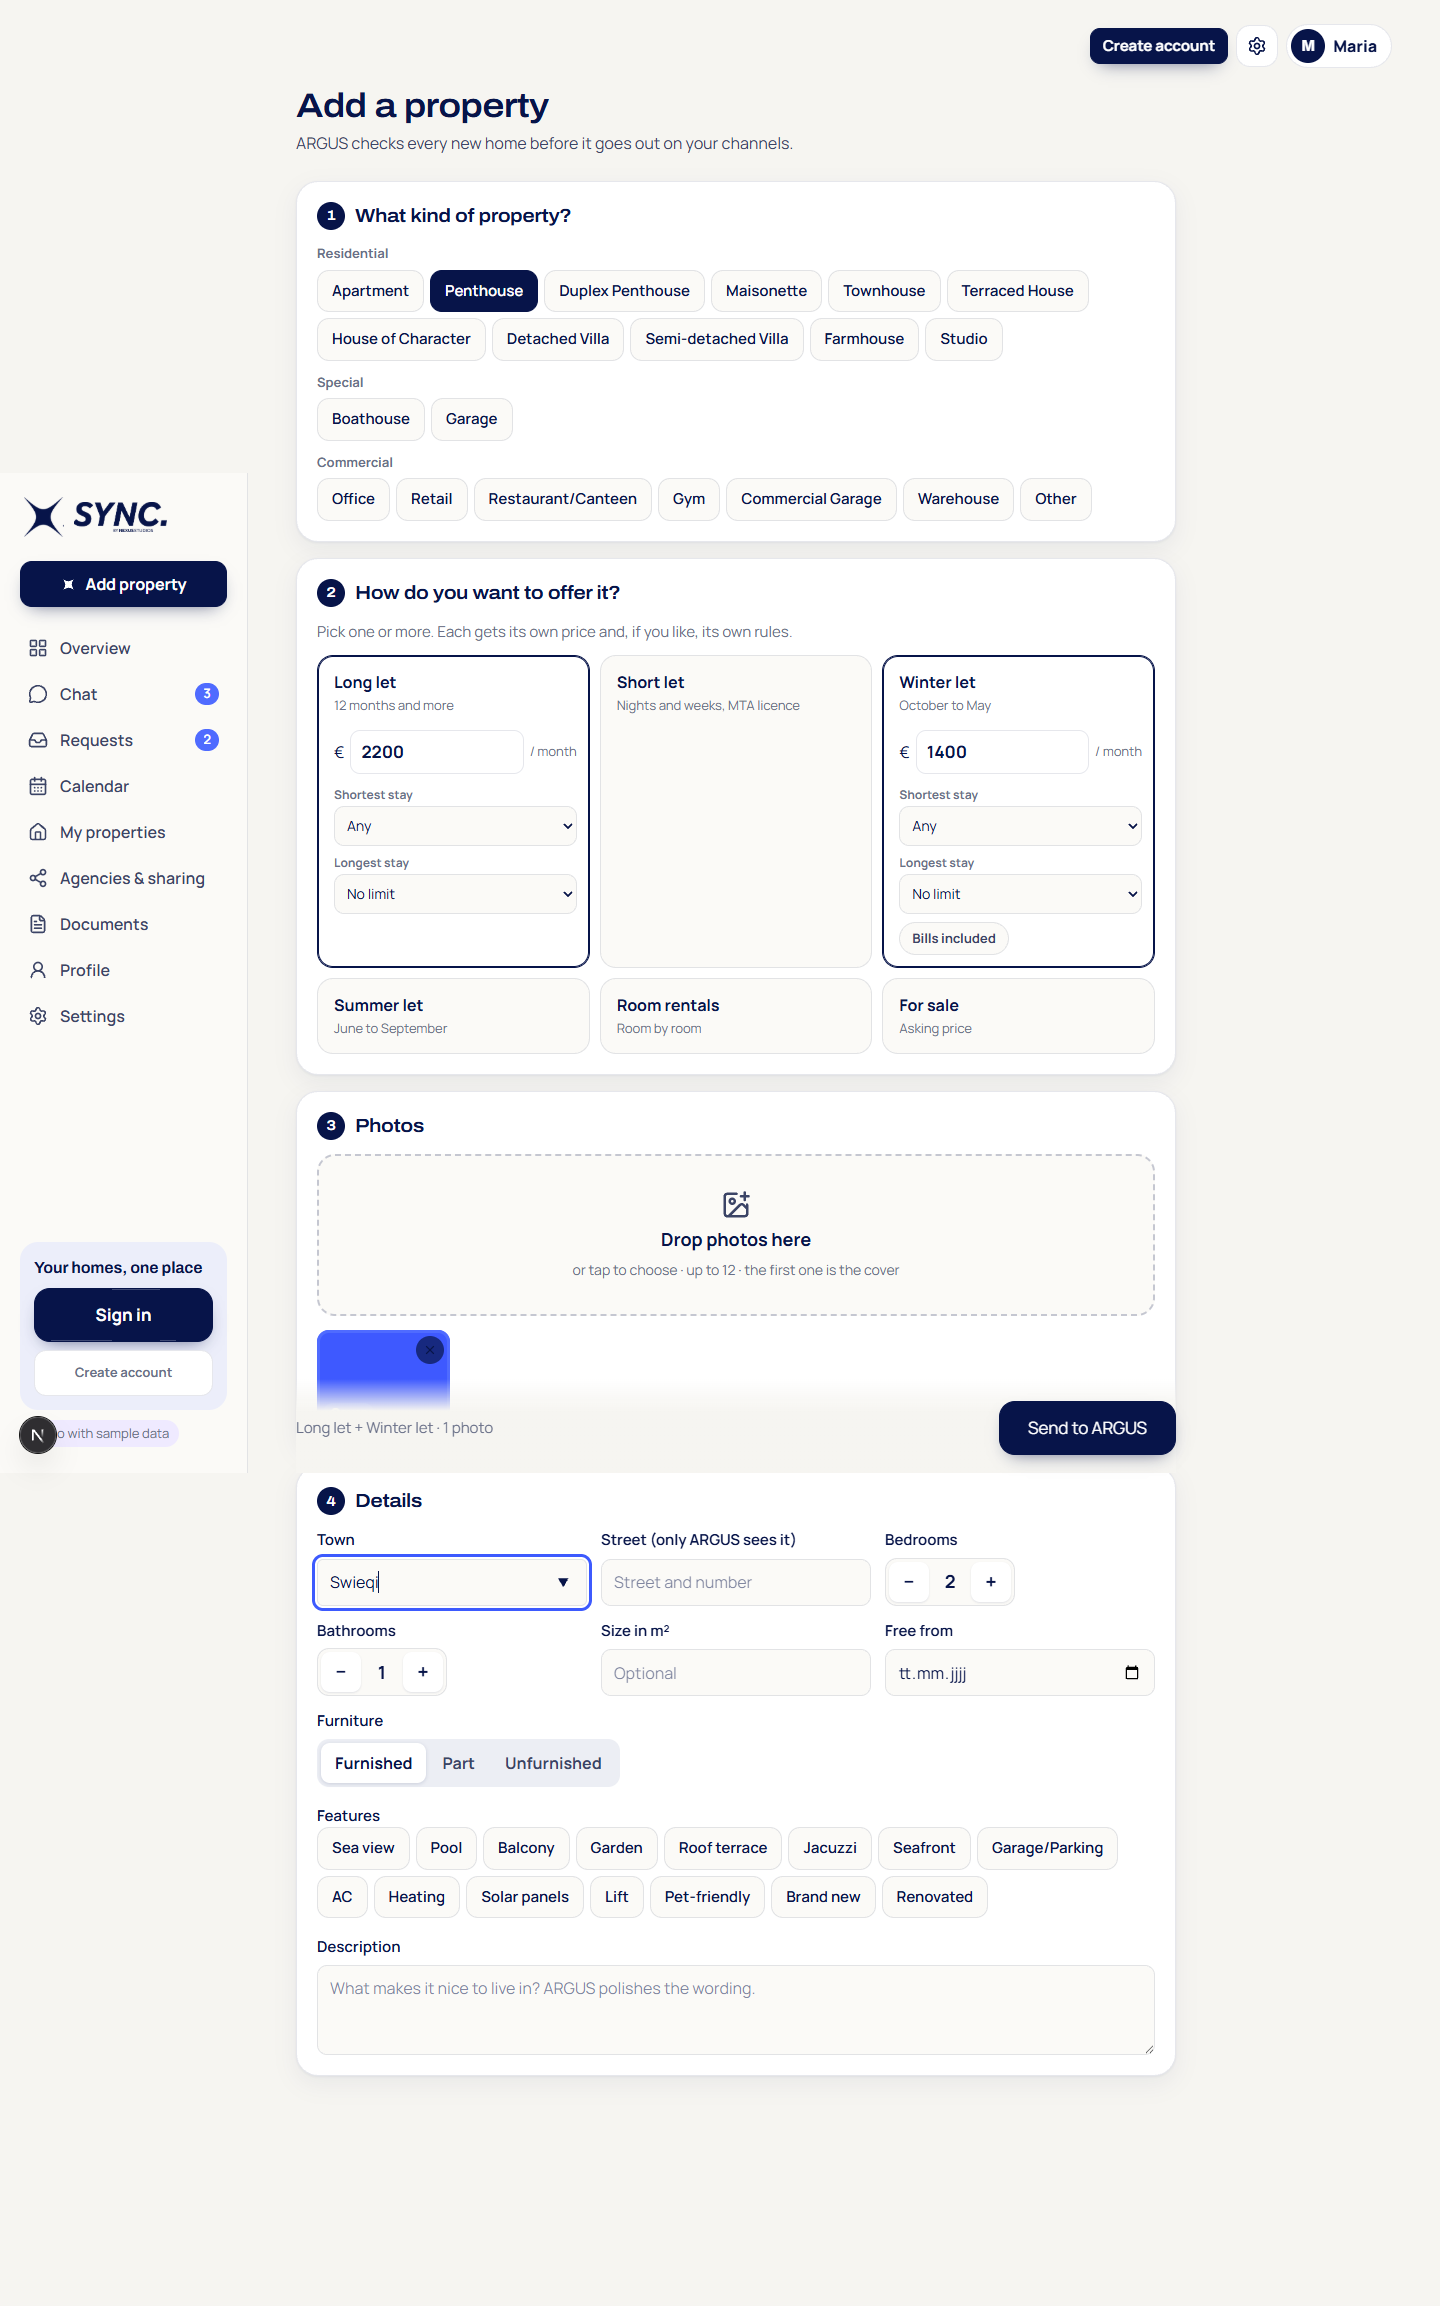 Create account
M
Maria
Add a property
ARGUS checks every new home before it goes out on your channels.
1 What kind of property?
Residential
Apartment Penthouse Duplex Penthouse Maisonette Townhouse Terraced House
House of Character Detached Villa Semi-detached Villa Farmhouse Studio
Special
Boathouse Garage
Commercial
Office Retail Restaurant/Canteen Gym Commercial Garage Warehouse Other
SYNC.
Add property
Overview
Chat 3
Requests 2
Calendar
My properties
Agencies & sharing
Documents
Profile
Settings
Your homes, one place
Sign in
Create account
N
o with sample data
2 How do you want to offer it?
Pick one or more. Each gets its own price and, if you like, its own rules.
Long let
12 months and more
€ 2200 / month
Shortest stay
Any
Longest stay
No limit
Short let
Nights and weeks, MTA licence
Winter let
October to May
€ 1400 / month
Shortest stay
Any
Longest stay
No limit
Bills included
Summer let
June to September
Room rentals
Room by room
For sale
Asking price
3 Photos
Drop photos here
or tap to choose · up to 12 · the first one is the cover
Long let + Winter let · 1 photo
Send to ARGUS
4 Details
Town
Swieqi
Street (only ARGUS sees it)
Street and number
Bedrooms
− 2 +
Bathrooms
− 1 +
Size in m²
Optional
Free from
tt.mm.jjjj
Furniture
Furnished Part Unfurnished
Features
Sea view Pool Balcony Garden Roof terrace Jacuzzi Seafront Garage/Parking
AC Heating Solar panels Lift Pet-friendly Brand new Renovated
Description
What makes it nice to live in? ARGUS polishes the wording.